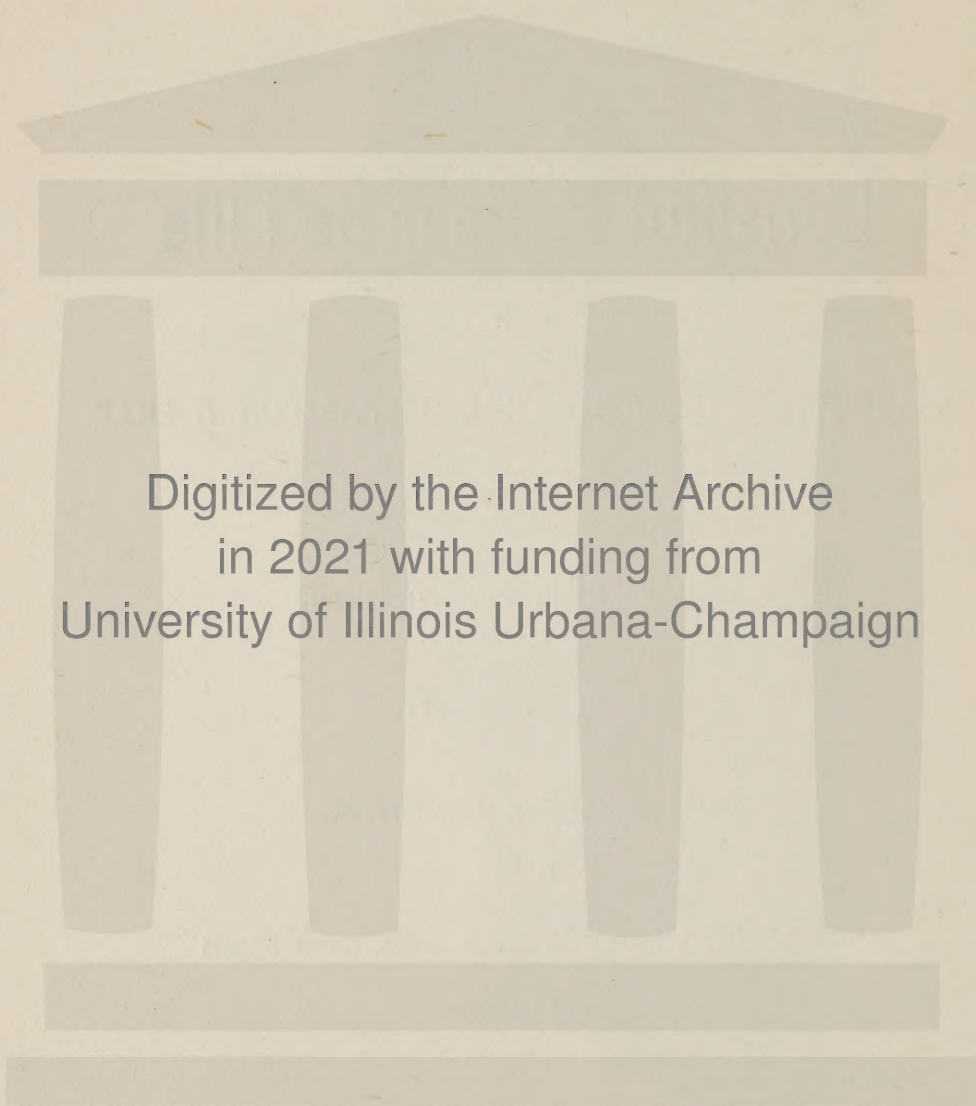 Digitized by the Internet Archive
in 2021 with funding from
University of Illinois Urbana-Champaign